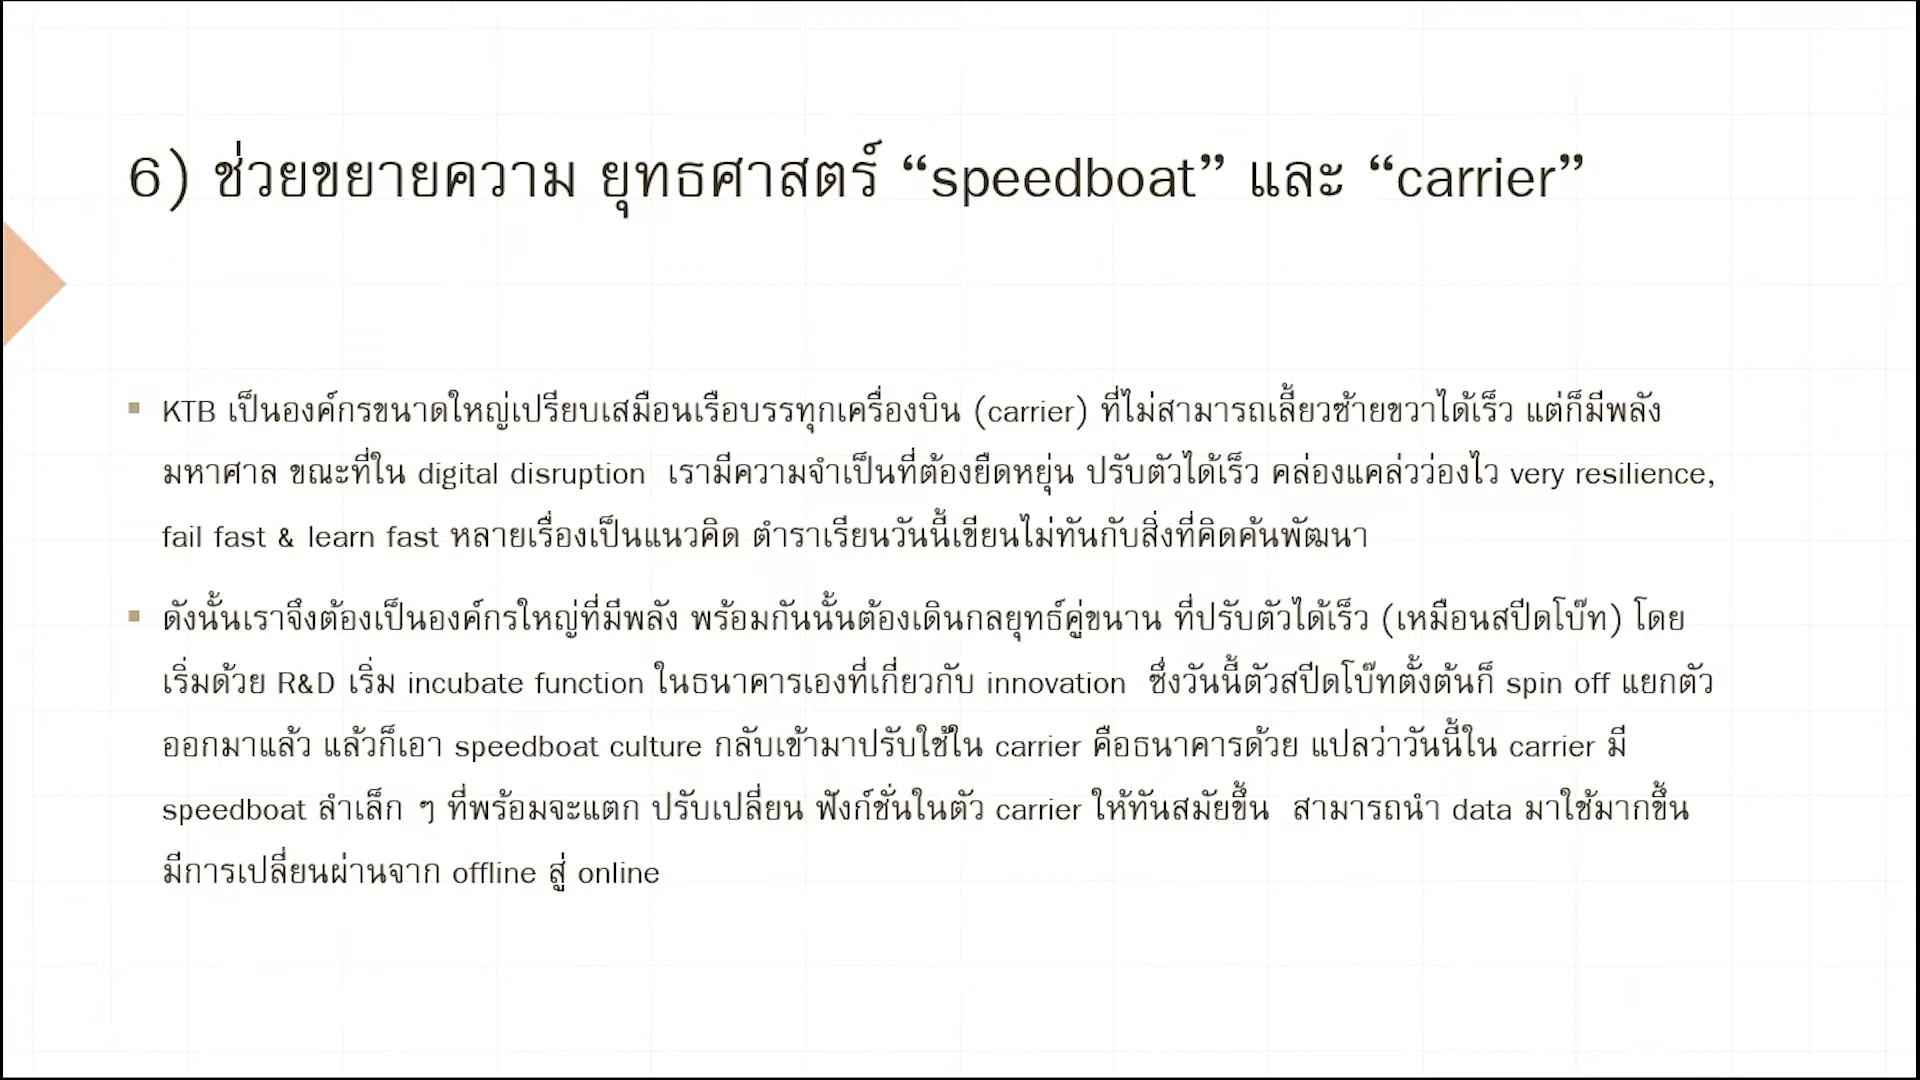 6) ช่วยขยายความ ยุทธศาสตร์ “speedboat” และ “carrier”
▪ KTB เป็นองค์กรขนาดใหญ่เปรียบเสมือนเรือบรรทุกเครื่องบิน (carrier) ที่ไม่สามารถเลี้ยวซ้ายขวาได้เร็ว แต่ก็มีพลัง
มหาศาล ขณะที่ใน digital disruption เรามีความจำเป็นที่ต้องยืดหยุ่น ปรับตัวได้เร็ว คล่องแคล่วว่องไว very resilience,
fail fast & learn fast หลายเรื่องเป็นแนวคิด ตำราเรียนวันนี้เขียนไม่ทันกับสิ่งที่คิดค้นพัฒนา
▪ ดังนั้นเราจึงต้องเป็นองค์กรใหญ่ที่มีพลัง พร้อมกันนั้นต้องเดินกลยุทธ์คู่ขนาน ที่ปรับตัวได้เร็ว (เหมือนสปีดโบ๊ท) โดย
เริ่มด้วย R&D เริ่ม incubate function ในธนาคารเองที่เกี่ยวกับ innovation ซึ่งวันนี้ตัวสปีดโบ๊ทตั้งต้นก็ spin off แยกตัว
ออกมาแล้ว แล้วก็เอา speedboat culture กลับเข้ามาปรับใช้ใน carrier คือธนาคารด้วย แปลว่าวันนี้ใน carrier มี
speedboat ลำเล็ก ๆ ที่พร้อมจะแตก ปรับเปลี่ยน ฟังก์ชั่นในตัว carrier ให้ทันสมัยขึ้น สามารถนำ data มาใช้มากขึ้น
มีการเปลี่ยนผ่านจาก offline สู่ online